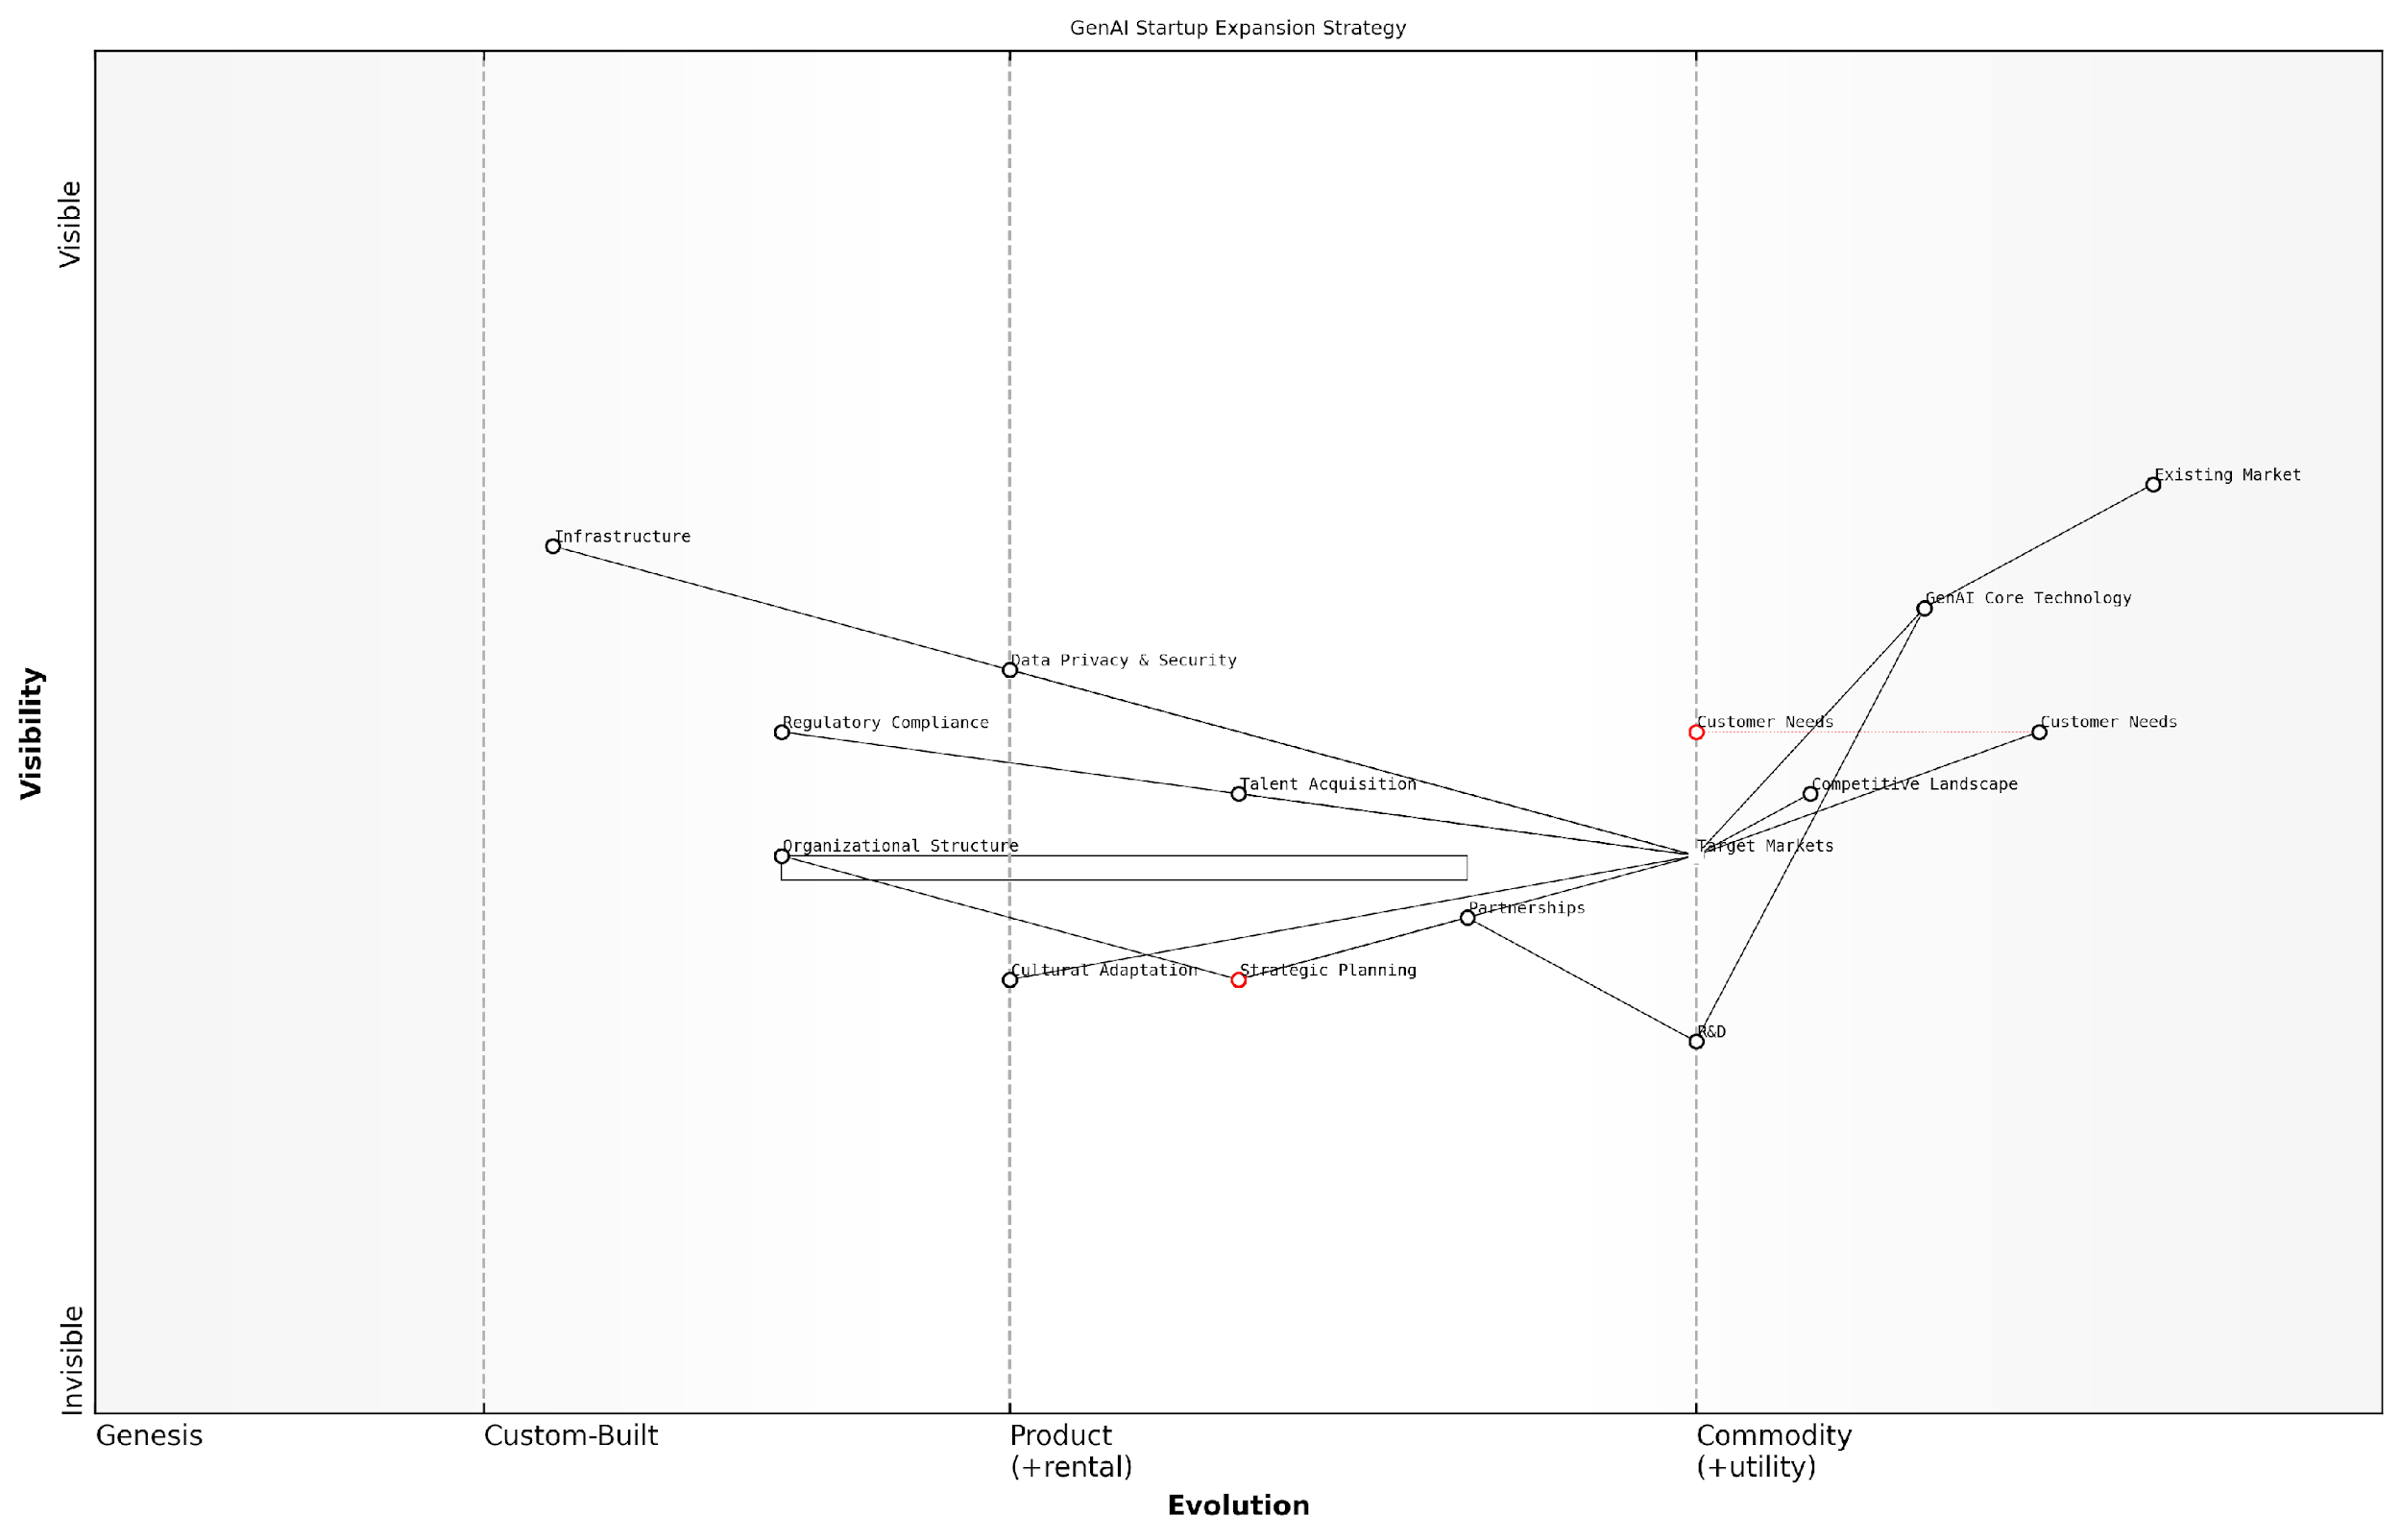 GenAI Startup Expansion Strategy
Visible
Visibility
Invisible
Existing Market
Infrastructure
GenAI Core Technology
Data Privacy & Security
Regulatory Compliance
Customer Needs
Customer Needs
Talent Acquisition
Competitive Landscape
Organizational Structure
Target Markets
Partnerships
Cultural Adaptation
Strategic Planning
R&D
Genesis
Custom-Built
Product
(+rental)
Commodity
(+utility)
Evolution